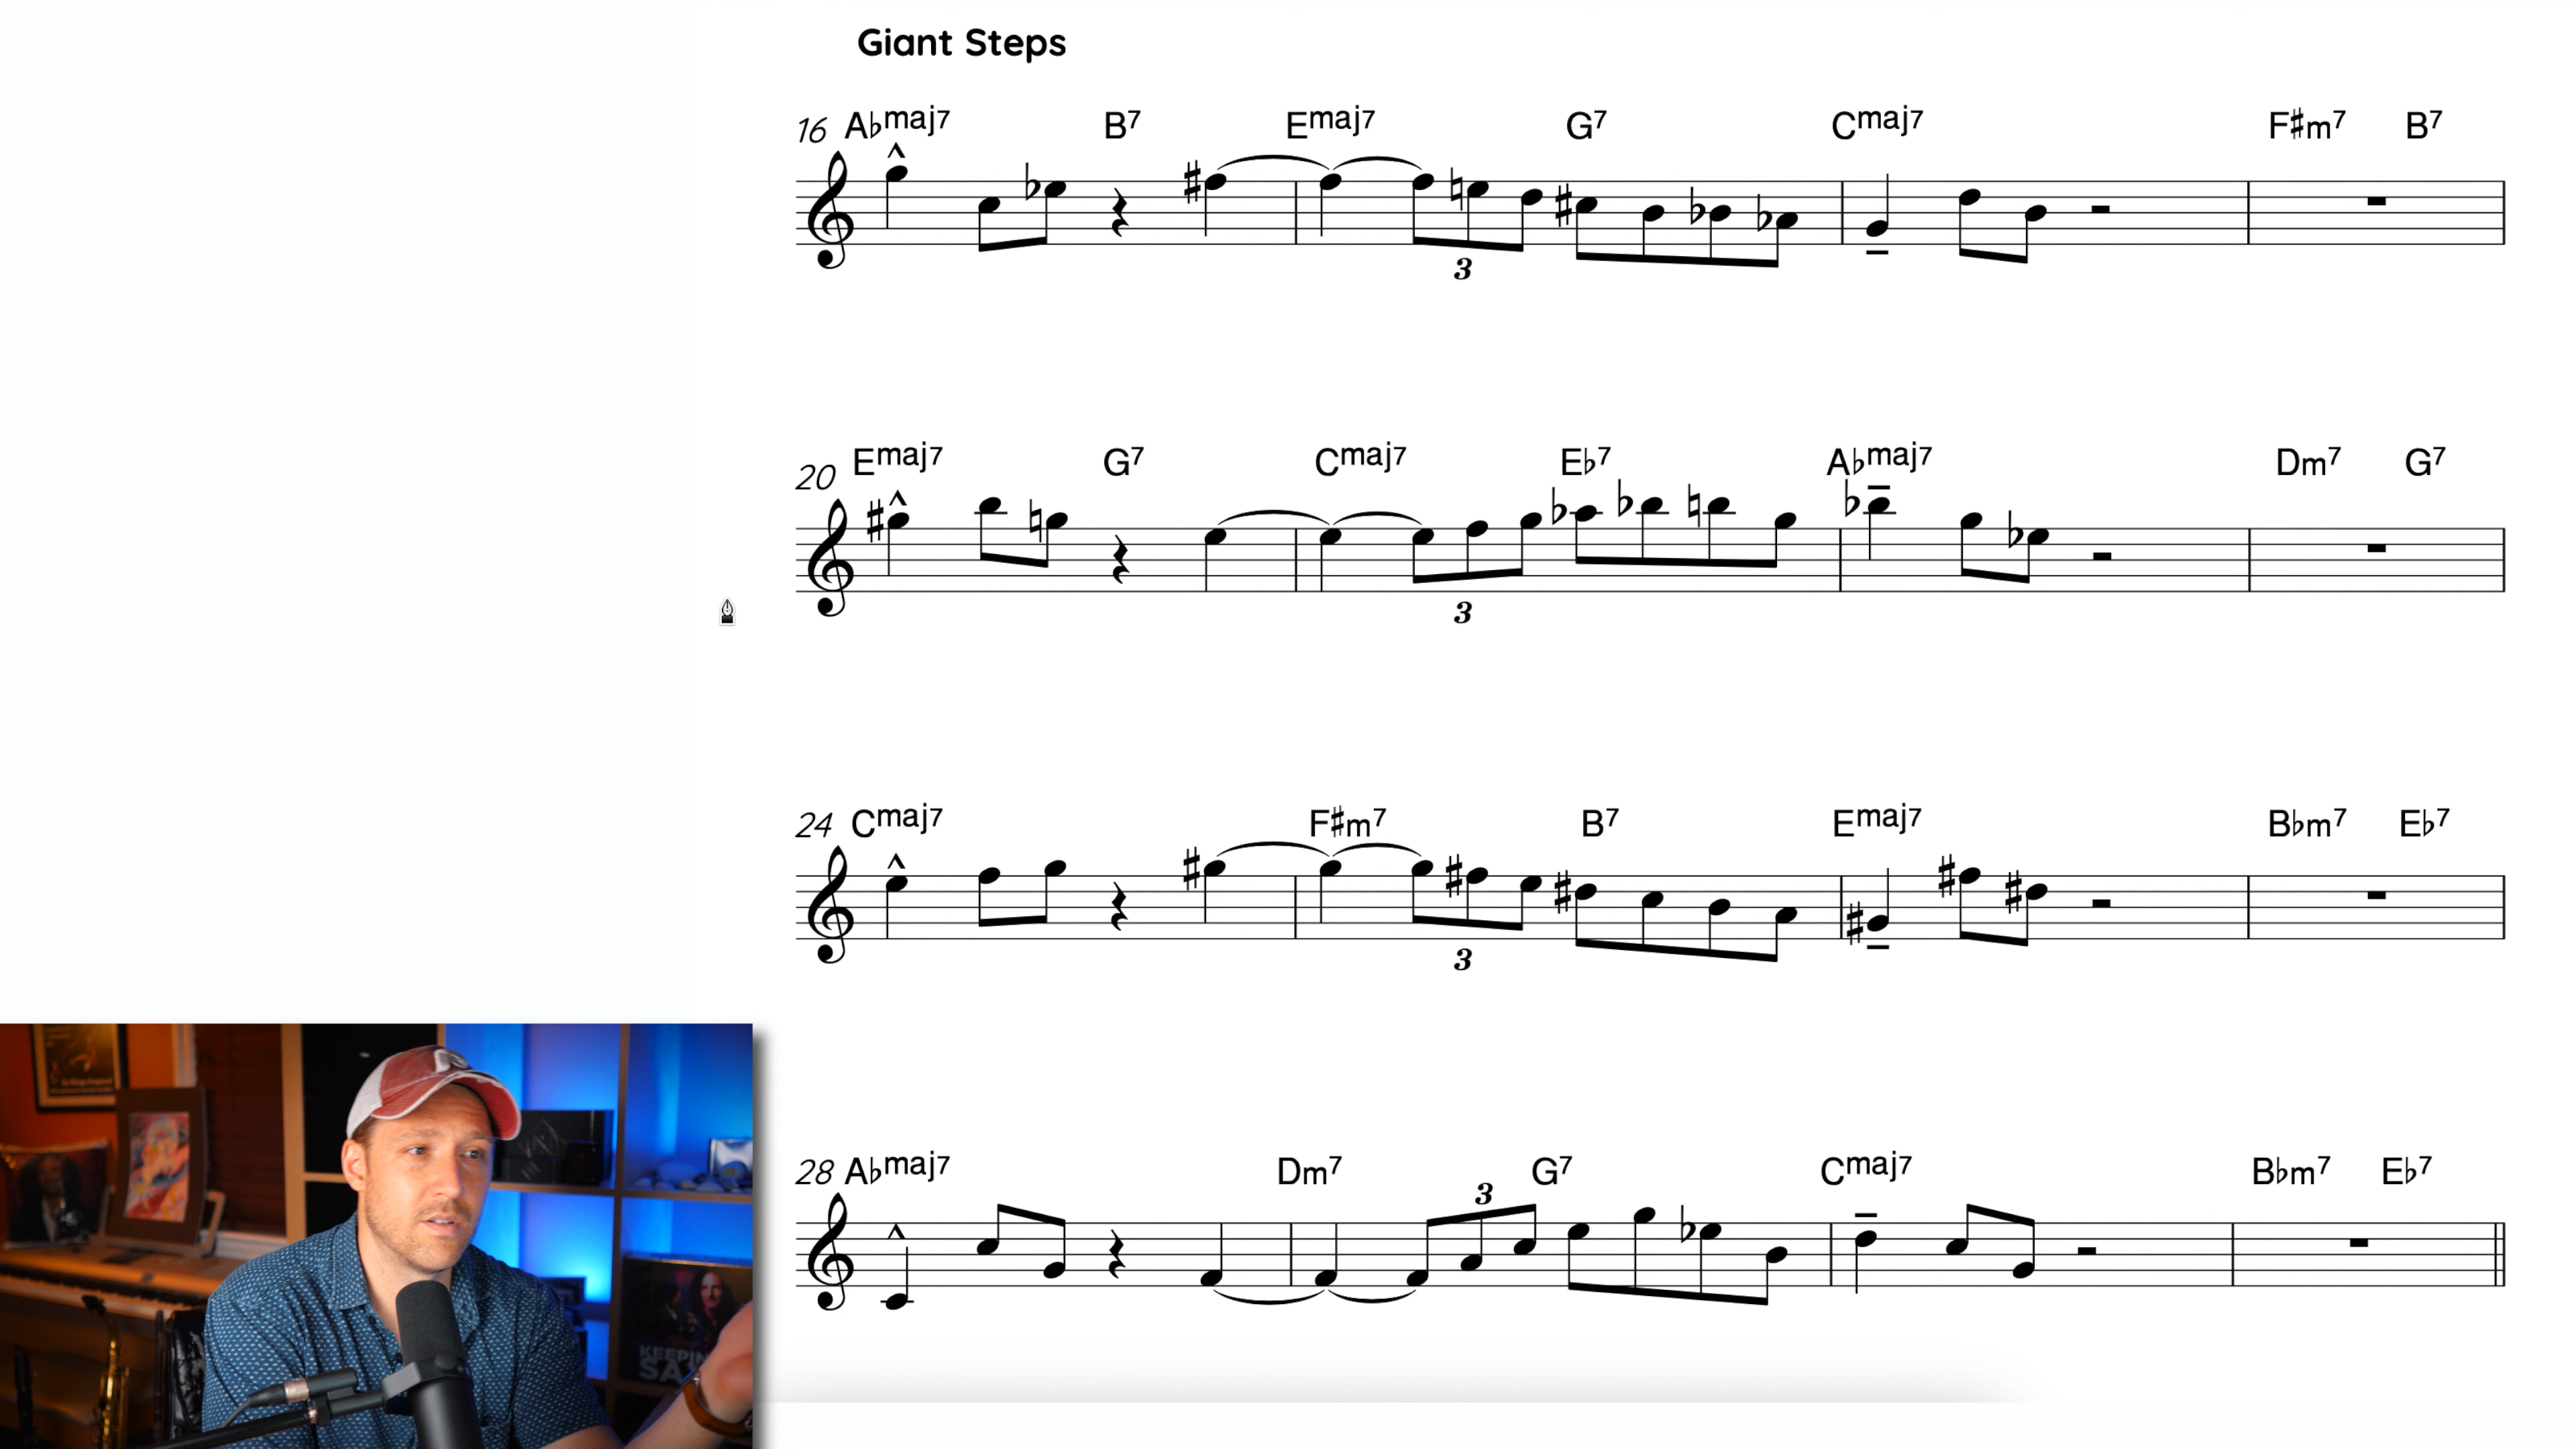 Giant Steps
16 A♭maj7 B7 Emaj7 G7 Cmaj7 F♯m7 B7
3
20 Emaj7 G7 Cmaj7 E♭7 A♭maj7 Dm7 G7
3
24 Cmaj7 F♯m7 B7 Emaj7 B♭m7 E♭7
3
28 A♭maj7 Dm7 G7 Cmaj7 B♭m7 E♭7
3